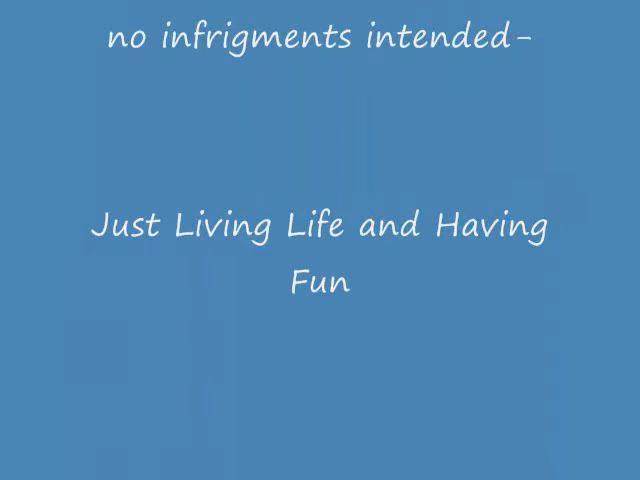 no infrigments intended-
Just Living Life and Having
Fun